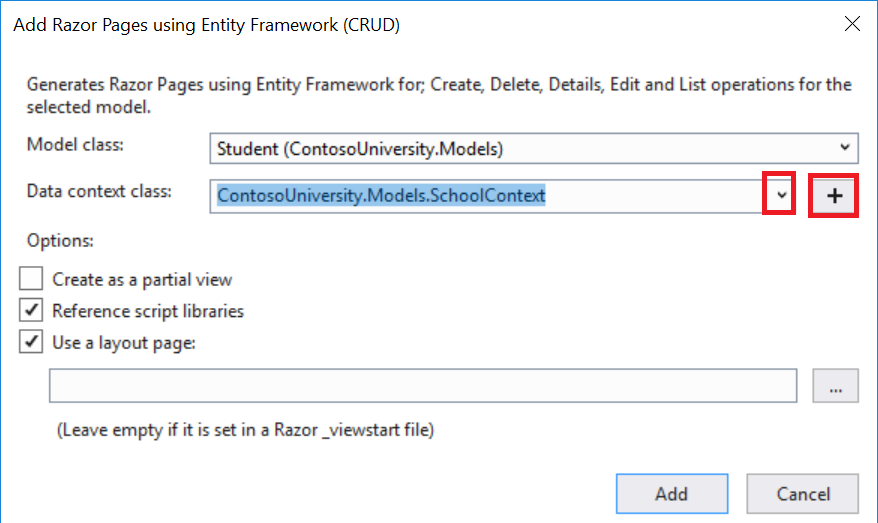 Add Razor Pages using Entity Framework (CRUD)
Generates Razor Pages using Entity Framework for; Create, Delete, Details, Edit and List operations for the
selected model.
Model class:
Student (ContosoUniversity.Models)
Data context class:
ContosoUniversity.Models.SchoolContext
+
Options:
Create as a partial view
Reference script libraries
Use a layout page:
...
(Leave empty if it is set in a Razor _viewstart file)
Add
Cancel